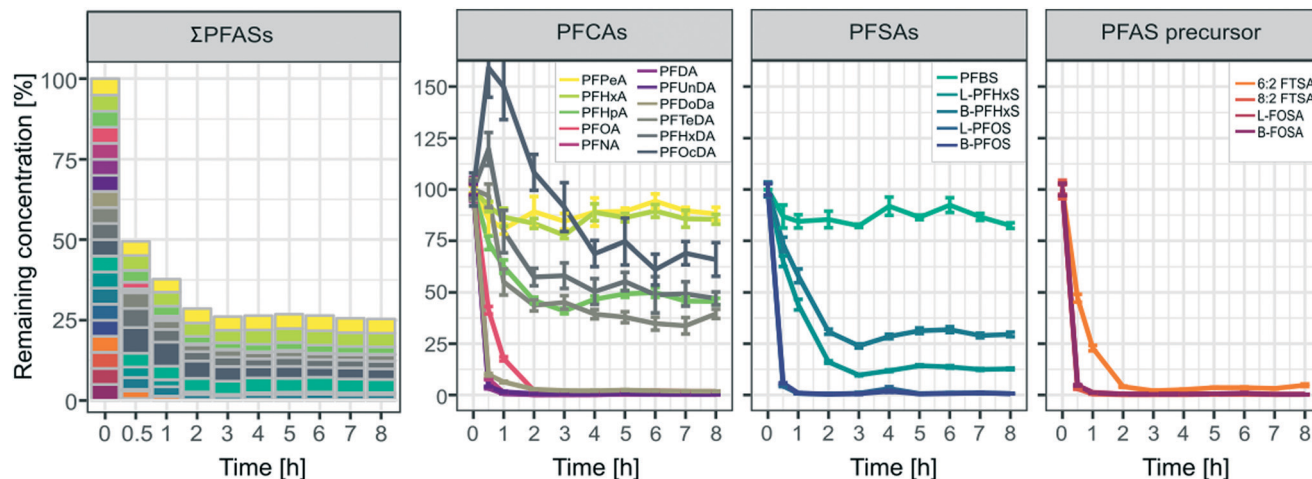 ΣPFASs
Remaining concentration [%]
100
75
50
25
0
0 0.5 1 2 3 4 5 6 7 8
Time [h]
PFCAs
150
125
100
75
50
25
0
PFPeA
PFHxA
PFHpA
PFOA
PFNA
PFDA
PFUnDA
PFDoDa
PFTeDA
PFHxDA
PFOcDA
0 1 2 3 4 5 6 7 8
Time [h]
PFSAs
PFBS
L-PFHxS
B-PFHxS
L-PFOS
B-PFOS
0 1 2 3 4 5 6 7 8
Time [h]
PFAS precursor
6:2 FTSA
8:2 FTSA
L-FOSA
B-FOSA
0 1 2 3 4 5 6 7 8
Time [h]